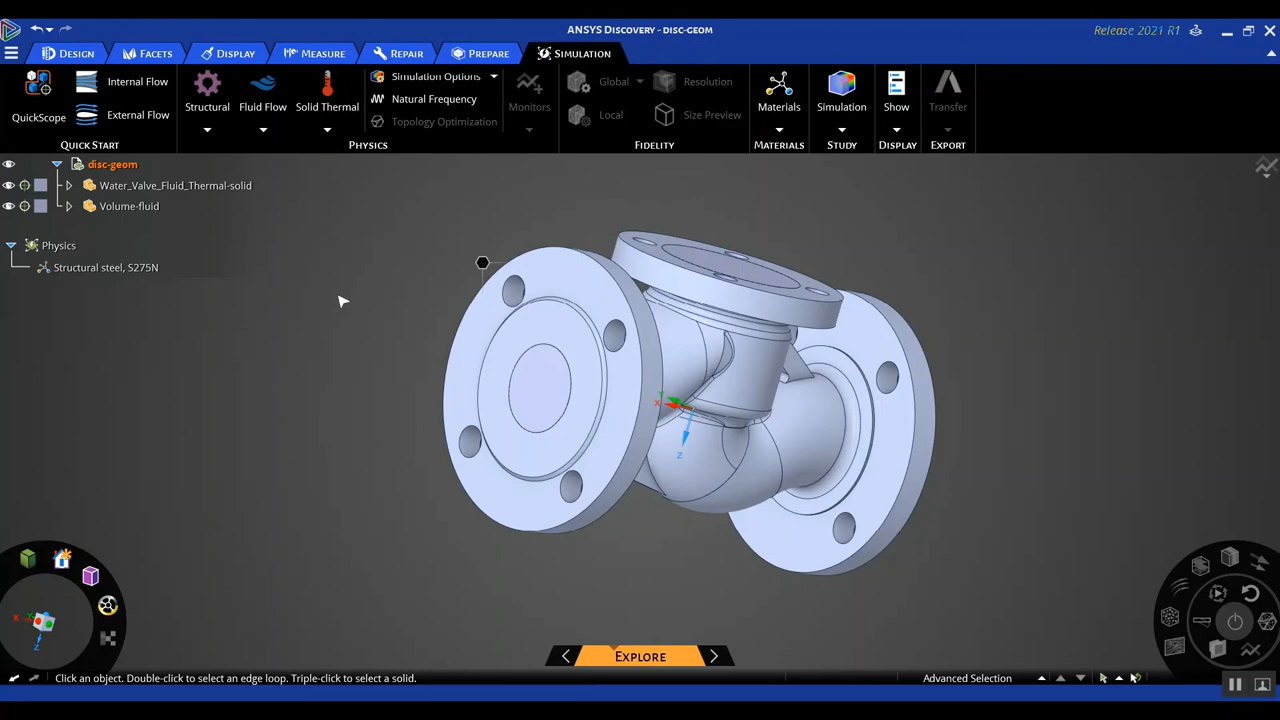 ANSYS Discovery - DISC-GEOM
Release 2021 R1
DESIGN
FACETS
DISPLAY
MEASURE
REPAIR
PREPARE
SIMULATION
QuickScope
Internal Flow
External Flow
QUICK START
Structural
Fluid Flow
Solid Thermal
Simulation Options
Natural Frequency
Topology Optimization
PHYSICS
Monitors
Global
Local
Resolution
Size Preview
FIDELITY
Materials
MATERIALS
Simulation
STUDY
Show
DISPLAY
Transfer
EXPORT
disc-geom
Water_Valve_Fluid_Thermal-solid
Volume-fluid
Physics
Structural steel, S275N
X
Y
Z
X
Y
Z
EXPLORE
Click an object. Double-click to select an edge loop. Triple-click to select a solid.
Advanced Selection